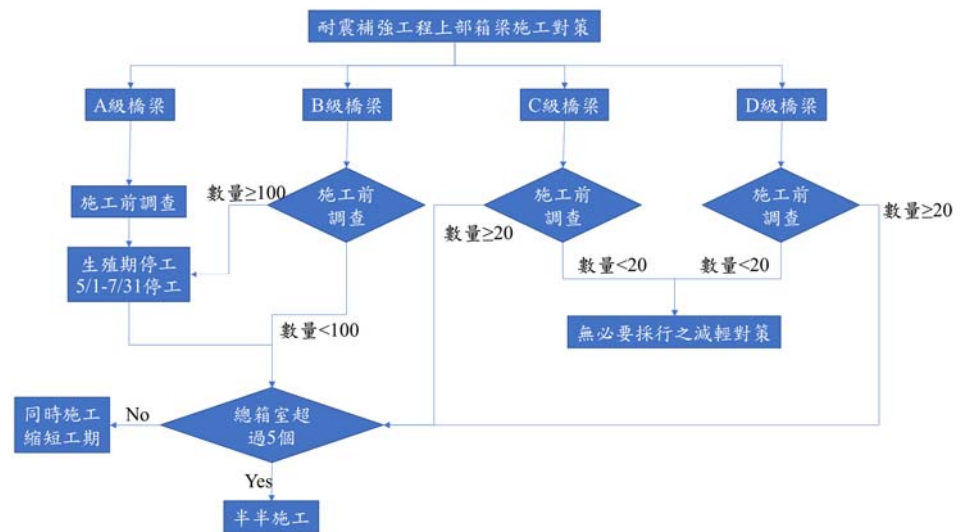 耐震補強工程上部箱梁施工對策
A級橋梁
B級橋梁
C級橋梁
D級橋梁
施工前調查
數量≥100
施工前
調查
施工前
調查
數量≥20
施工前
調查
數量≥20
生殖期停工
5/1-7/31停工
數量<20
數量<20
數量<100
無必要採行之減輕對策
同時施工
縮短工期
No
總箱室超
過5個
Yes
半半施工